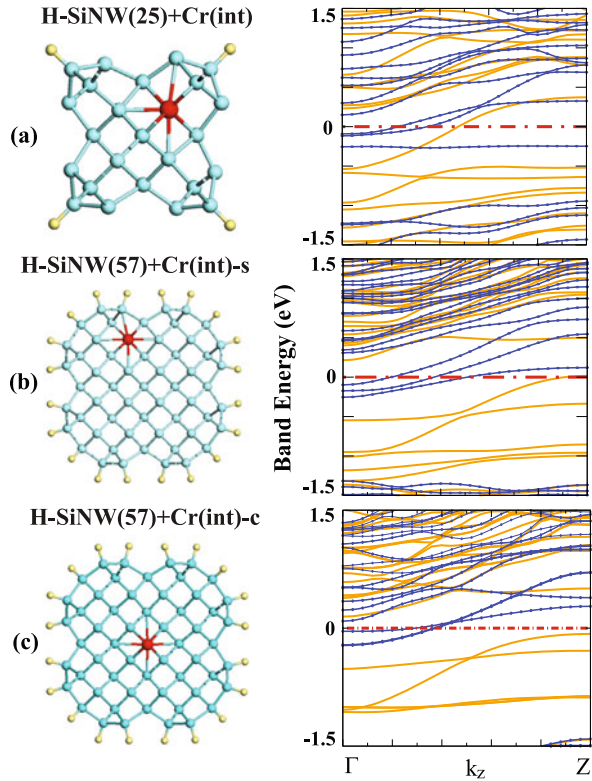 H-SiNW(25)+Cr(int)
(a)
1.5
0
-1.5
H-SiNW(57)+Cr(int)-s
(b)
1.5
0
-1.5
H-SiNW(57)+Cr(int)-c
(c)
1.5
0
-1.5
Band Energy (eV)
Γ kz Z